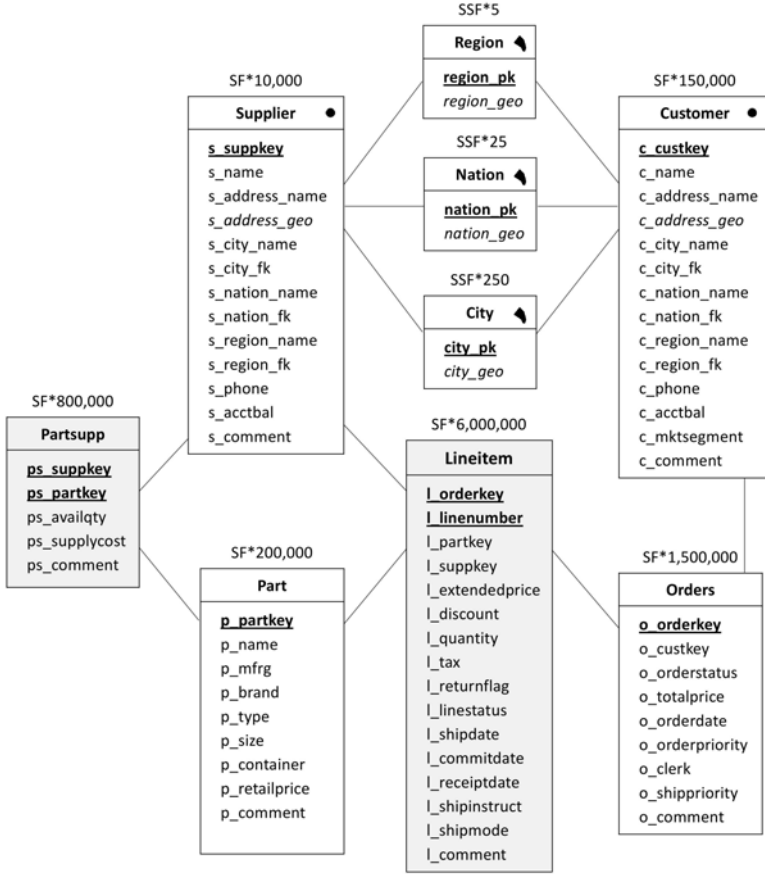 SSF*5
Region
region_pk
region_geo
SF*10,000
Supplier
s_suppkey
s_name
s_address_name
s_address_geo
s_city_name
s_city_fk
s_nation_name
s_nation_fk
s_region_name
s_region_fk
s_phone
s_acctbal
s_comment
SSF*25
Nation
nation_pk
nation_geo
SSF*250
City
city_pk
city_geo
SF*150,000
Customer
c_custkey
c_name
c_address_name
c_address_geo
c_city_name
c_city_fk
c_nation_name
c_nation_fk
c_region_name
c_region_fk
c_phone
c_acctbal
c_mktsegment
c_comment
SF*800,000
Partsupp
ps_suppkey
ps_partkey
ps_availqty
ps_supplycost
ps_comment
SF*200,000
Part
p_partkey
p_name
p_mfrg
p_brand
p_type
p_size
p_container
p_retailprice
p_comment
SF*6,000,000
Lineitem
l_orderkey
l_linenumber
l_partkey
l_suppkey
l_extendedprice
l_discount
l_quantity
l_tax
l_returnflag
l_linestatus
l_shipdate
l_commitdate
l_receiptdate
l_shipinstruct
l_shipmode
l_comment
SF*1,500,000
Orders
o_orderkey
o_custkey
o_orderstatus
o_totalprice
o_orderdate
o_orderpriority
o_clerk
o_shippriority
o_comment